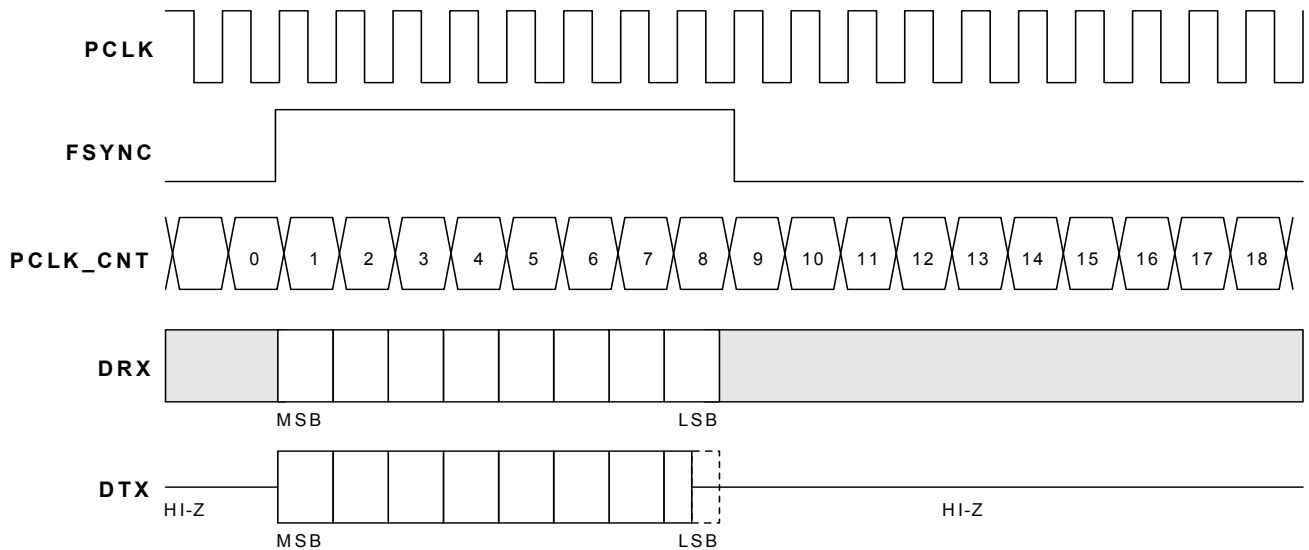 PCLK
FSYNC
PCLK_CNT 0 1 2 3 4 5 6 7 8 9 10 11 12 13 14 15 16 17 18
DRX
MSB LSB
DTX
HI-Z HI-Z
MSB LSB